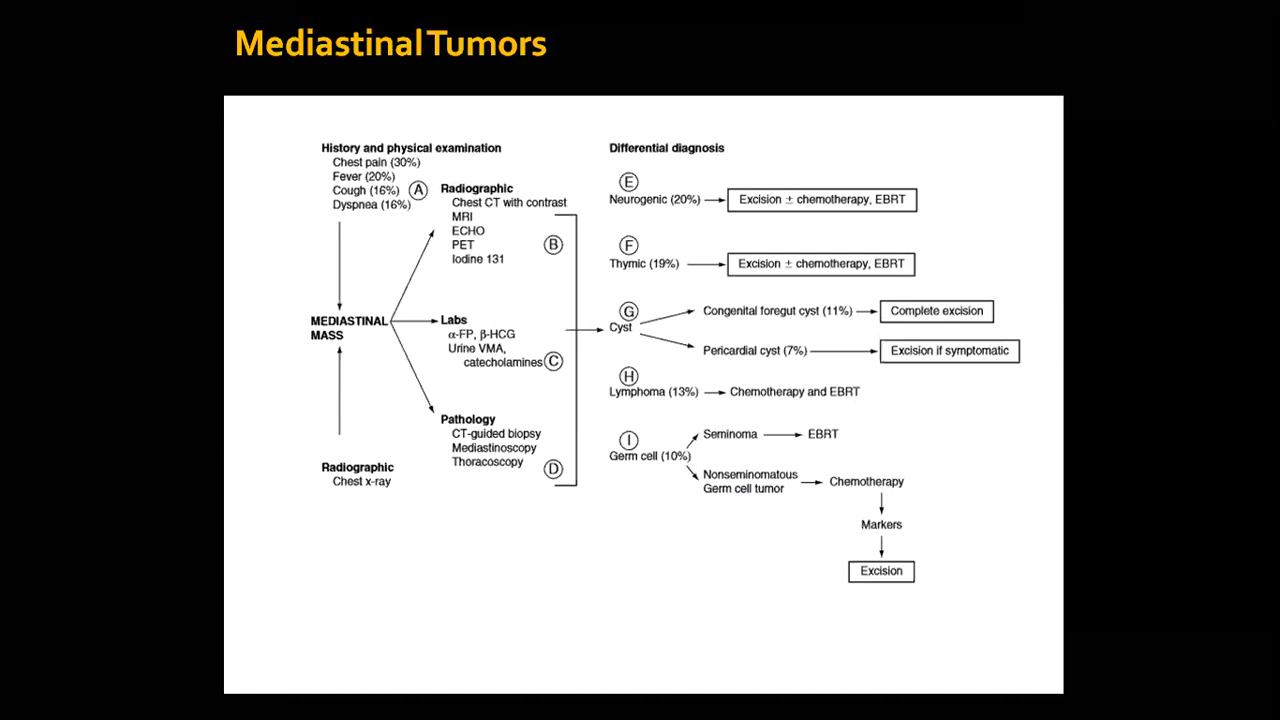 Mediastinal Tumors
History and physical examination
Chest pain (30%)
Fever (20%)
Cough (16%)
Dyspnea (16%)
A
Radiographic
Chest CT with contrast
MRI
ECHO
PET
Iodine 131
B
MEDIASTINAL
MASS
Labs
α-FP, β-HCG
Urine VMA,
catecholamines
C
Pathology
CT-guided biopsy
Mediastinoscopy
Thoracoscopy
D
Radiographic
Chest x-ray
Differential diagnosis
E
Neurogenic (20%)
Excision ± chemotherapy, EBRT
F
Thymic (19%)
Excision ± chemotherapy, EBRT
G
Cyst
Congenital foregut cyst (11%)
Complete excision
Pericardial cyst (7%)
Excision if symptomatic
H
Lymphoma (13%)
Chemotherapy and EBRT
I
Germ cell (10%)
Seminoma
EBRT
Nonseminomatous
Germ cell tumor
Chemotherapy
Markers
Excision